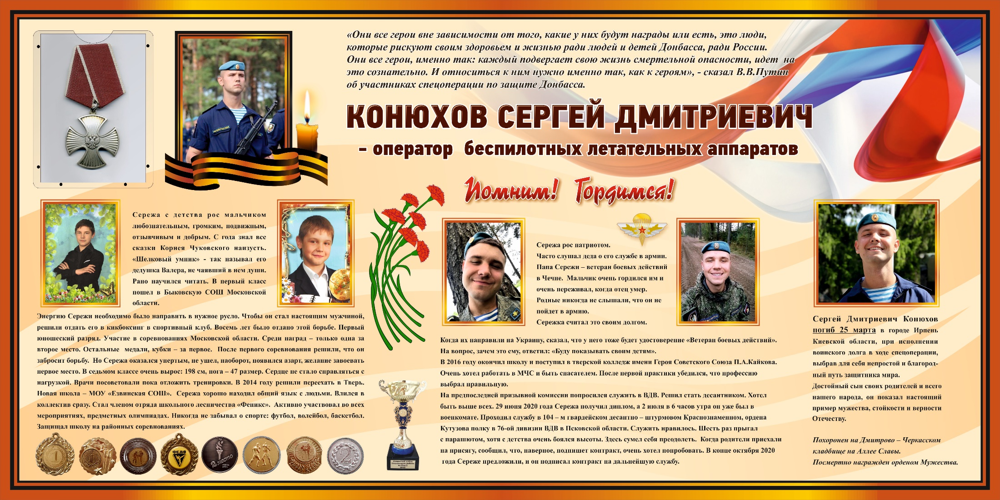 «Они все герои вне зависимости от того, какие у них будут награды или есть, это люди,
которые рискуют своим здоровьем и жизнью ради людей и детей Донбасса, ради России.
Они все герои, именно так: каждый подвергает свою жизнь смертельной опасности, идет на
это сознательно. И относиться к ним нужно именно так, как к героям», - сказал В.В.Путин
об участниках спецоперации по защите Донбасса.
КОНЮХОВ СЕРГЕЙ ДМИТРИЕВИЧ
– оператор беспилотных летательных аппаратов
Помним! Гордимся!
Сережа с детства рос мальчиком
любознательным, громким, подвижным,
отзывчивым и добрым. С года знал все
сказки Корнея Чуковского наизусть.
«Шелковый умник» - так называл его
дедушка Валера, не чаявший в нем души.
Рано научился читать. В первый класс
пошел в Быковскую СОШ Московской
области.
Энергию Сережи необходимо было направить в нужное русло. Чтобы он стал настоящим мужчиной,
решили отдать его в кикбоксинг в спортивный клуб. Восемь лет было отдано этой борьбе. Первый
юношеский разряд. Участие в соревнованиях Московской области. Среди наград – только одна за
второе место. Остальные медали, кубки – за первое. После первого соревнования решили, что он
забросит борьбу. Но Сережа оказался упертым, не ушел, наоборот, появился азарт, желание завоевать
первое место. В седьмом классе очень вырос: 198 см, нога – 47 размер. Сердце не стало справляться с
нагрузкой. Врачи посоветовали пока отложить тренировки. В 2014 году решили переехать в Тверь.
Новая школа – МОУ «Езвинская СОШ». Сережа хорошо находил общий язык с людьми. Влился в
коллектив сразу. Стал членом отряда школьного лесничества «Феникс». Активно участвовал во всех
мероприятиях, предметных олимпиадах. Никогда не забывал о спорте: футбол, волейбол, баскетбол.
Защищал школу на районных соревнованиях.
1
1
ФКМО
2 место
2
Сережа рос патриотом.
Часто слушал деда о его службе в армии.
Папа Сережи – ветеран боевых действий
в Чечне. Мальчик очень гордился им и
очень переживал, когда отец умер.
Родные никогда не слышали, что он не
пойдет в армию.
Сережка считал это своим долгом.
Когда их направили на Украину, сказал, что у него тоже будет удостоверение «Ветеран боевых действий».
На вопрос, зачем это ему, ответил: «Буду показывать своим детям».
В 2016 году окончил школу и поступил в тверской колледж имени Героя Советского Союза П.А.Кайкова.
Очень хотел работать в МЧС и быть спасателем. После первой практики убедился, что профессию
выбрал правильную.
На предпоследней призывной комиссии попросился служить в ВДВ. Решил стать десантником. Хотел
быть выше всех. 29 июня 2020 года Сережа получил диплом, а 2 июля в 6 часов утра он уже был в
военкомате. Проходил службу в 104 – м гвардейском десантно – штурмовом Краснознаменном, ордена
Кутузова полку в 76-ой дивизии ВДВ в Псковской области. Служить нравилось. Шесть раз прыгал
с парашютом, хотя с детства очень боялся высоты. Здесь сумел себя преодолеть. Когда родители приехали
на присягу, сообщил, что, наверное, подпишет контракт, очень хотел попробовать. В конце октября 2020
года Сереже предложили, и он подписал контракт на дальнейшую службу.
Сергей Дмитриевич Конюхов
погиб 25 марта в городе Ирпень
Киевской области, при исполнении
воинского долга в ходе спецоперации,
выбрав для себя непростой и благород-
ный путь защитника мира.
Достойный сын своих родителей и всего
нашего народа, он показал настоящий
пример мужества, стойкости и верности
Отечеству.
Похоронен на Дмитрово – Черкасском
кладбище на Аллее Славы.
Посмертно награжден орденом Мужества.